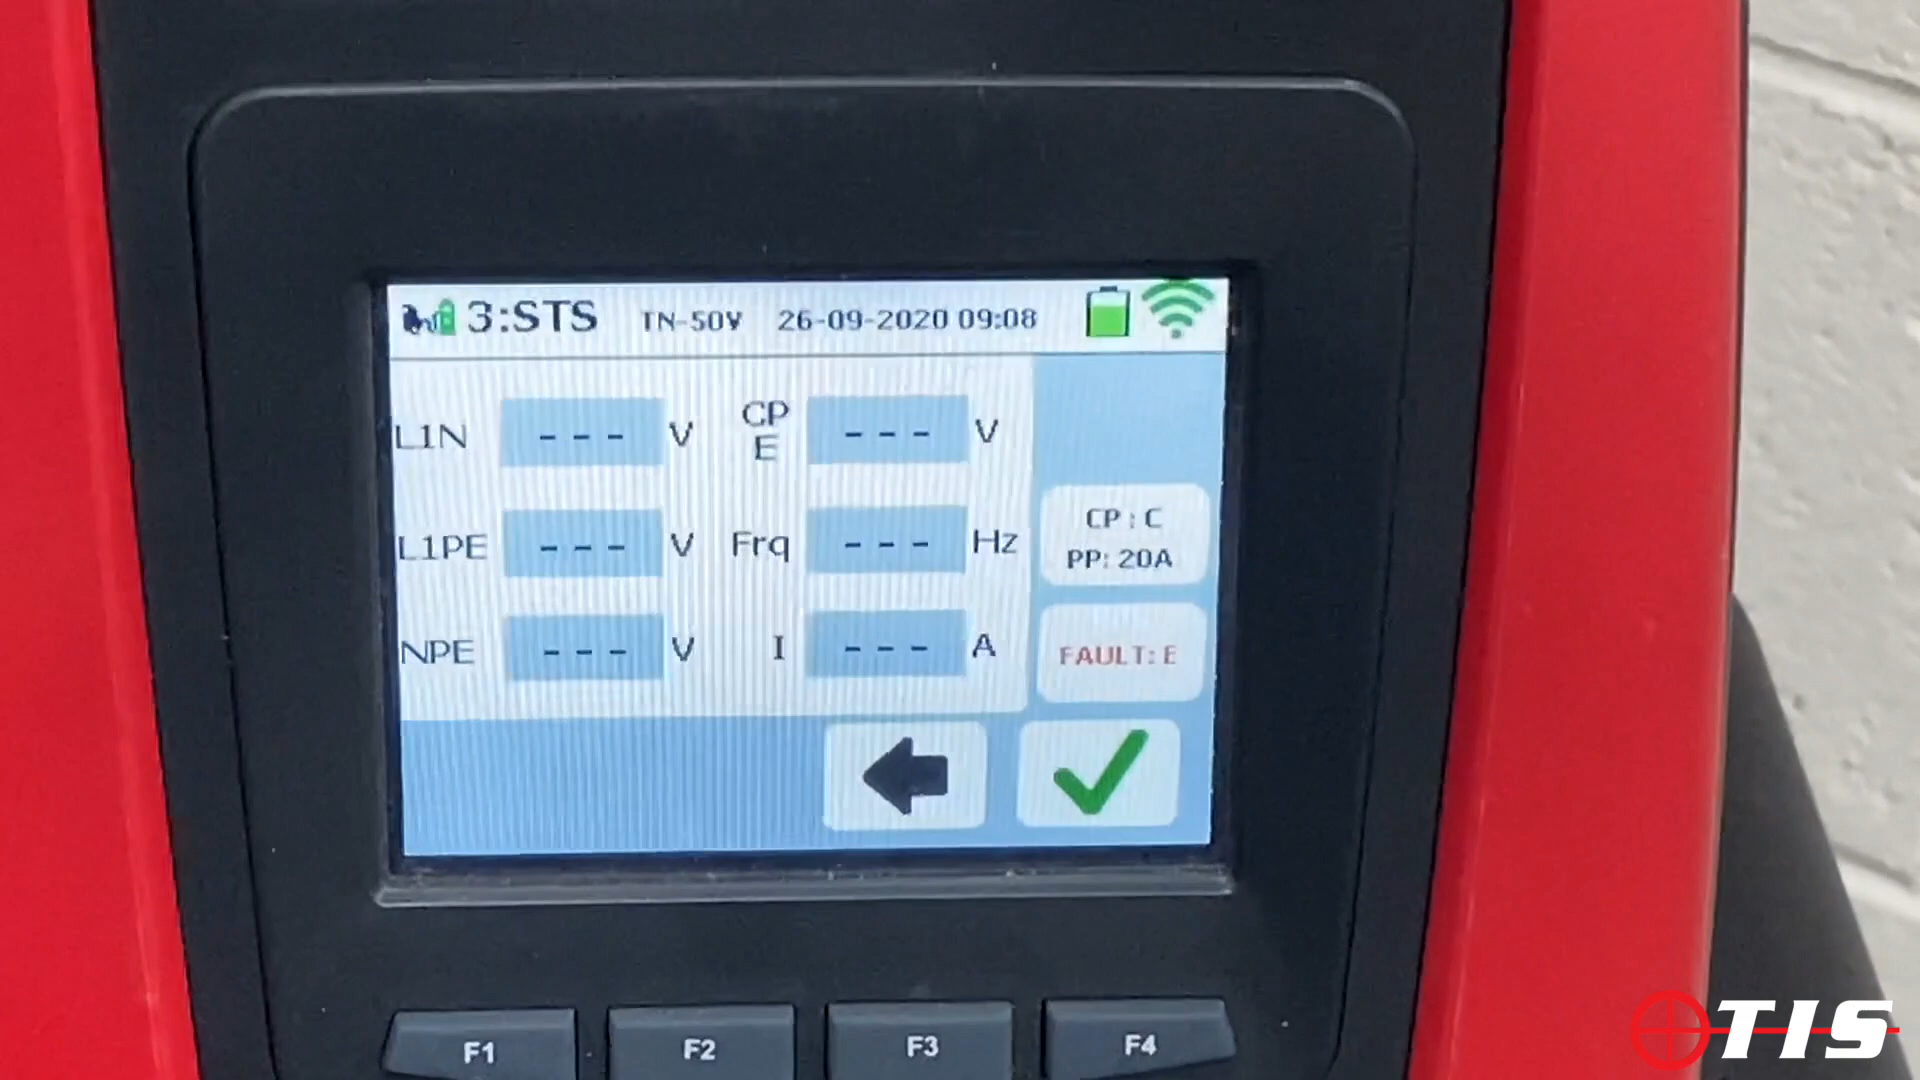 3:STS TN-50V 26-09-2020 09:08
L1N --- V CP E --- V
L1PE --- V Frq --- Hz
NPE --- V I --- A
CP : C
PP: 20A
FAULT: E
F1 F2 F3 F4
TIS